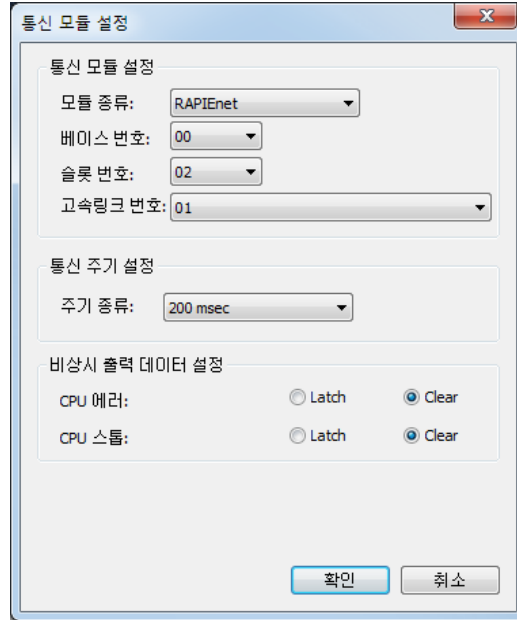 통신 모듈 설정
x
통신 모듈 설정
모듈 종류: RAPIEnet
베이스 번호: 00
슬롯 번호: 02
고속링크 번호: 01
통신 주기 설정
주기 종류: 200 msec
비상시 출력 데이터 설정
CPU 에러: Latch Clear
CPU 스톱: Latch Clear
확인 취소